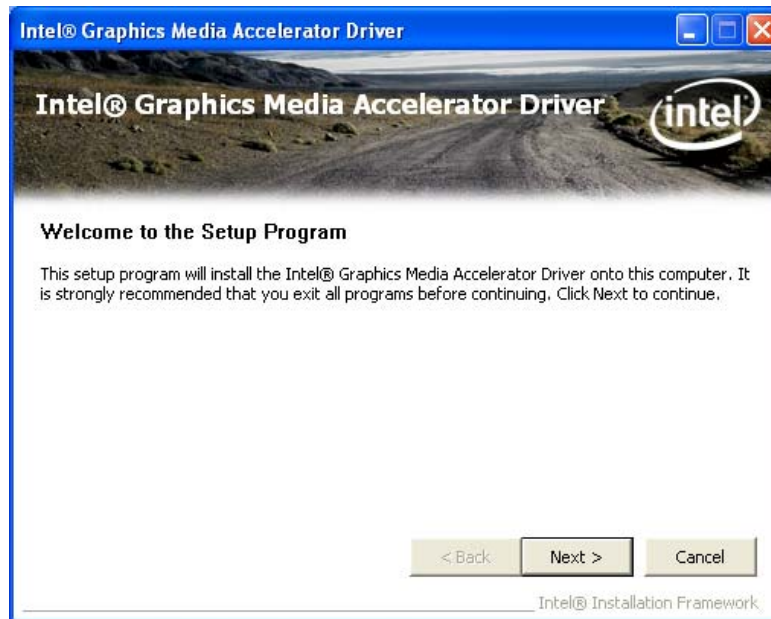 Intel® Graphics Media Accelerator Driver
Intel® Graphics Media Accelerator Driver
intel
Welcome to the Setup Program
This setup program will install the Intel® Graphics Media Accelerator Driver onto this computer. It
is strongly recommended that you exit all programs before continuing. Click Next to continue.
< Back
Next >
Cancel
Intel® Installation Framework